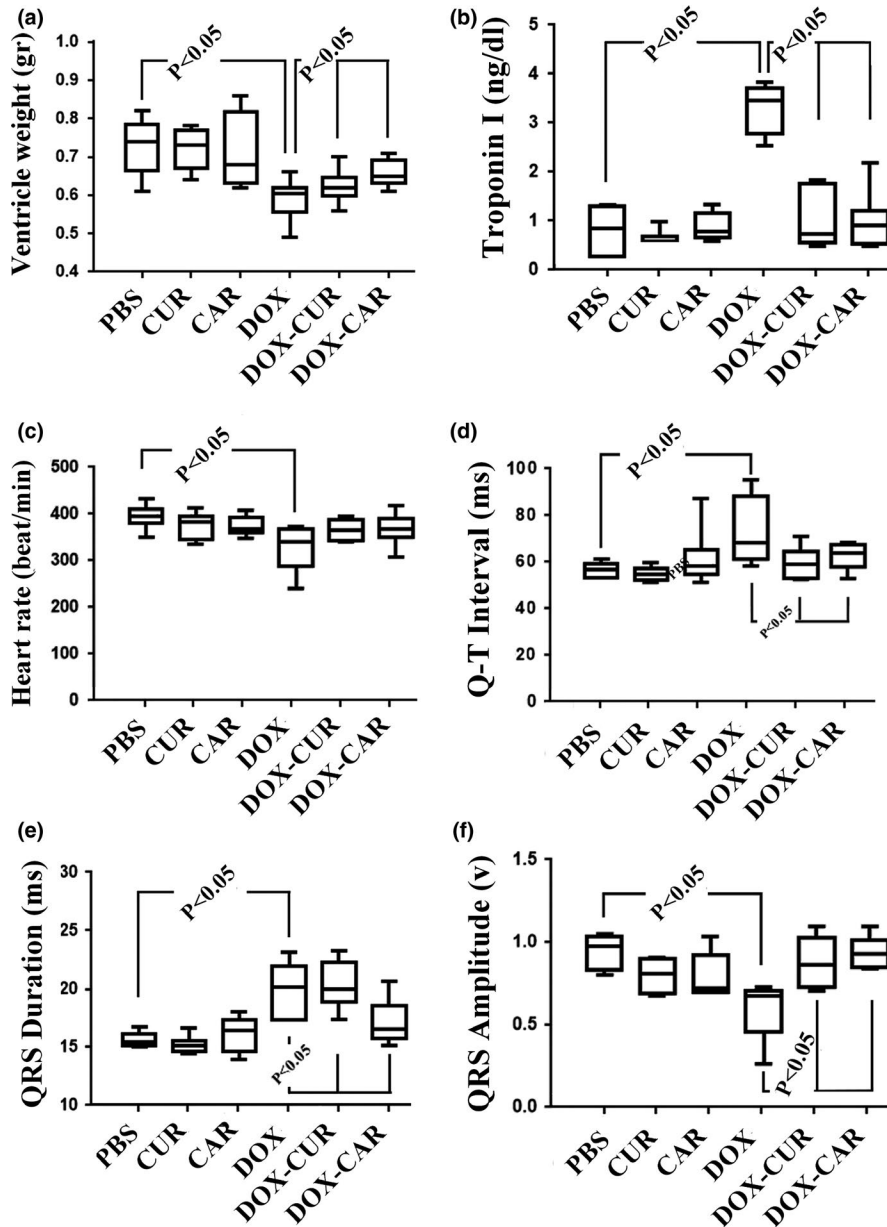 (a)
Ventricle weight (gr)
1.0
0.9
0.8
0.7
0.6
0.5
0.4
P<0.05
P<0.05
PBS
CUR
CAR
DOX
DOX-CUR
DOX-CAR
(b)
Troponin I (ng/dl)
5
4
3
2
1
0
P<0.05
P<0.05
PBS
CUR
CAR
DOX
DOX-CUR
DOX-CAR
(c)
Heart rate (beat/min)
500
400
300
200
100
0
P<0.05
PBS
CUR
CAR
DOX
DOX-CUR
DOX-CAR
(d)
Q-T Interval (ms)
100
80
60
40
20
0
P<0.05
PBS
P<0.05
PBS
CUR
CAR
DOX
DOX-CUR
DOX-CAR
(e)
QRS Duration (ms)
30
25
20
15
10
P<0.05
P<0.05
PBS
CUR
CAR
DOX
DOX-CUR
DOX-CAR
(f)
QRS Amplitude (v)
1.5
1.0
0.5
0.0
P<0.05
P<0.05
PBS
CUR
CAR
DOX
DOX-CUR
DOX-CAR